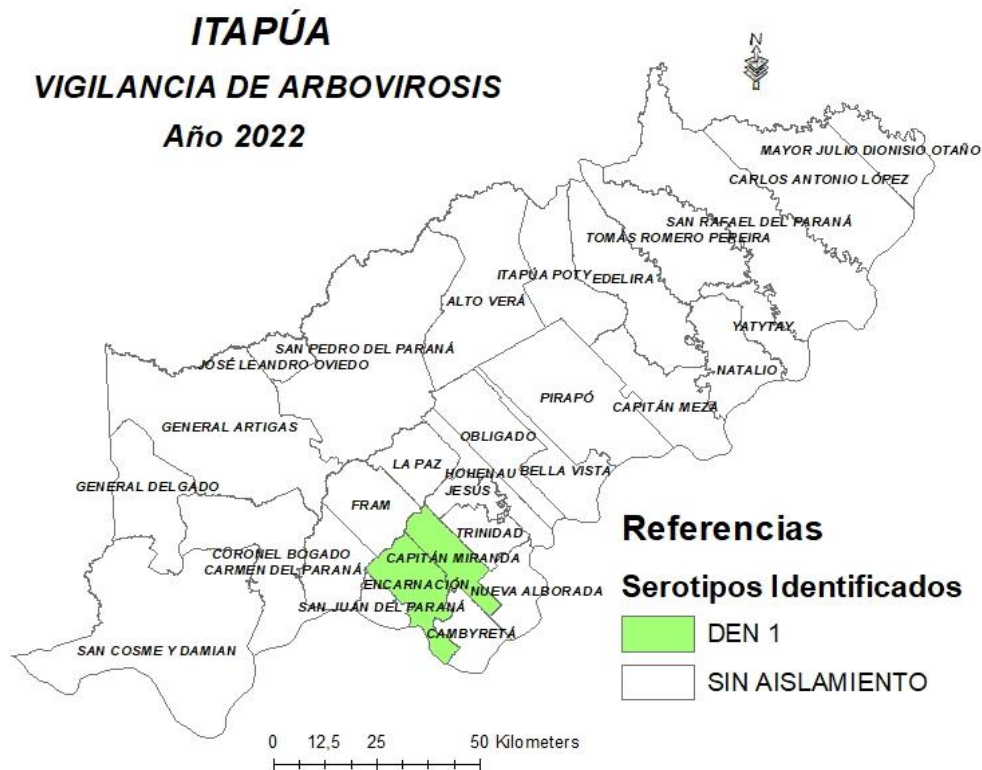 ITAPÚA
VIGILANCIA DE ARBOVIROSIS
Año 2022
N
MAYOR JULIO DIONISIO OTAÑO
CARLOS ANTONIO LÓPEZ
SAN RAFAEL DEL PARANÁ
TOMÁS ROMERO PEREIRA
ITAPÚA POTY
EDELIRA
ALTO VERÁ
YATYTAY
SAN PEDRO DEL PARANÁ
JOSÉ LEANDRO OVIEDO
NATALIO
PIRAPÓ
CAPITÁN MEZA
GENERAL ARTIGAS
OBLIGADO
LA PAZ
HOHENAU
BELLA VISTA
JESÚS
GENERAL DELGADO
FRAM
TRINIDAD
CORONEL BOGADO
CAPITÁN MIRANDA
CARMEN DEL PARANÁ
ENCARNACIÓN
NUEVA ALBORADA
SAN JUAN DEL PARANÁ
CAMBYRETÁ
SAN COSME Y DAMIAN
Referencias
Serotipos Identificados
DEN 1
SIN AISLAMIENTO
0 12,5 25 50 Kilometers